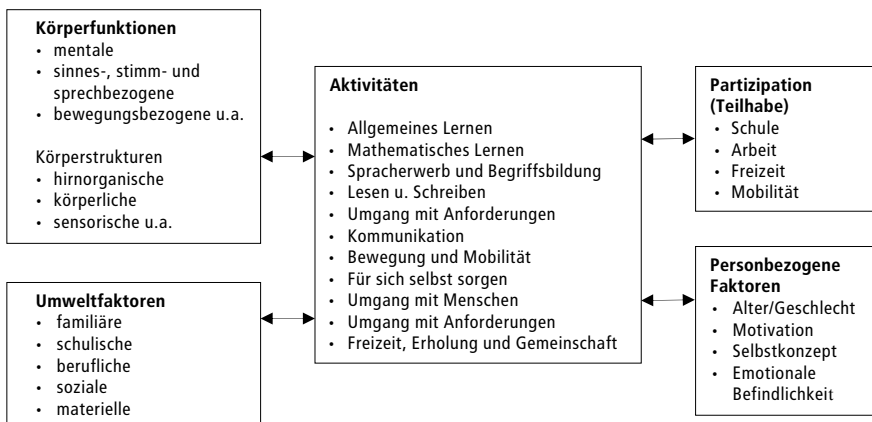 Körperfunktionen
• mentale
• sinnes-, stimm- und
sprechbezogene
• bewegungsbezogene u.a.
Körperstrukturen
• hirnorganische
• körperliche
• sensorische u.a.
Umweltfaktoren
• familiäre
• schulische
• berufliche
• soziale
• materielle
Aktivitäten
• Allgemeines Lernen
• Mathematisches Lernen
• Spracherwerb und Begriffsbildung
• Lesen u. Schreiben
• Umgang mit Anforderungen
• Kommunikation
• Bewegung und Mobilität
• Für sich selbst sorgen
• Umgang mit Menschen
• Umgang mit Anforderungen
• Freizeit, Erholung und Gemeinschaft
Partizipation
(Teilhabe)
• Schule
• Arbeit
• Freizeit
• Mobilität
Personbezogene
Faktoren
• Alter/Geschlecht
• Motivation
• Selbstkonzept
• Emotionale
Befindlichkeit